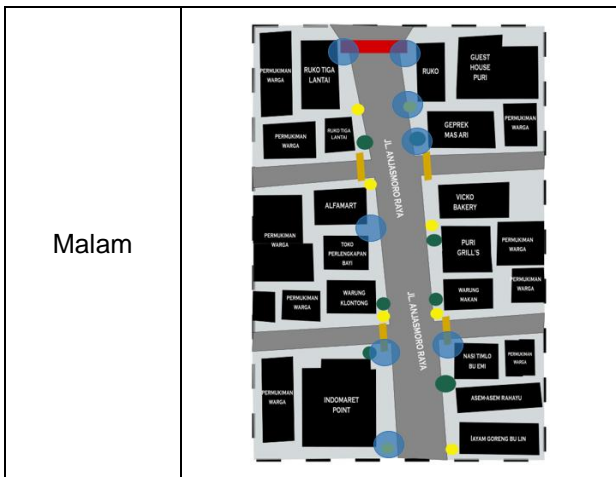 Malam
PERMUKIMAN
WARGA
RUKO TIGA
LANTAI
RUKO
GUEST
HOUSE
PURI
PERMUKIMAN
WARGA
RUKO TIGA
LANTAI
GEPREK
MAS ARI
PERMUKIMAN
WARGA
JL. ANJASMORO RAYA
ALFAMART
VICKO
BAKERY
PERMUKIMAN
WARGA
TOKO
PERLENGKAPAN
BAYI
PURI
GRILL'S
PERMUKIMAN
WARGA
PERMUKIMAN
WARGA
WARUNG
KLONTONG
WARUNG
MAKAN
PERMUKIMAN
WARGA
JL. ANJASMORO RAYA
PERMUKIMAN
WARGA
INDOMARET
POINT
NASI TIMLO
BU EMI
PERMUKIMAN
WARGA
ASEM-ASEM RAHAYU
IAYAM GORENG BU LIN